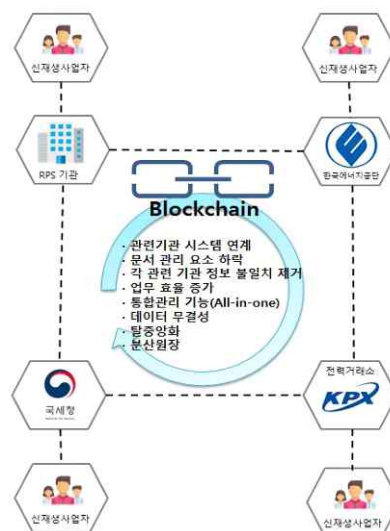 신재생사업자
신재생사업자
RPS 기관
한국에너지공단
Blockchain
· 관련기관 시스템 연계
· 문서 관리 요소 하락
· 각 관련 기관 정보 불일치 제거
· 업무 효율 증가
· 통합관리 기능(All-in-one)
· 데이터 무결성
· 탈중앙화
· 분산원장
국세청
전력거래소
KPX
신재생사업자
신재생사업자